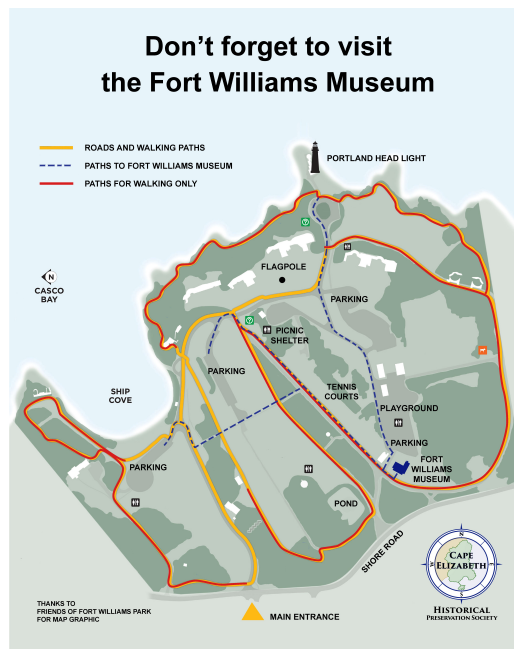 Don't forget to visit
the Fort Williams Museum
ROADS AND WALKING PATHS
PATHS TO FORT WILLIAMS MUSEUM
PATHS FOR WALKING ONLY
PORTLAND HEAD LIGHT
N
CASCO
BAY
FLAGPOLE
PARKING
PICNIC
SHELTER
PARKING
SHIP
COVE
TENNIS
COURTS
PLAYGROUND
PARKING
FORT
WILLIAMS
MUSEUM
PARKING
POND
SHORE ROAD
MAIN ENTRANCE
THANKS TO
FRIENDS OF FORT WILLIAMS PARK
FOR MAP GRAPHIC
N
W
E
S
CAPE
ELIZABETH
HISTORICAL
PRESERVATION SOCIETY